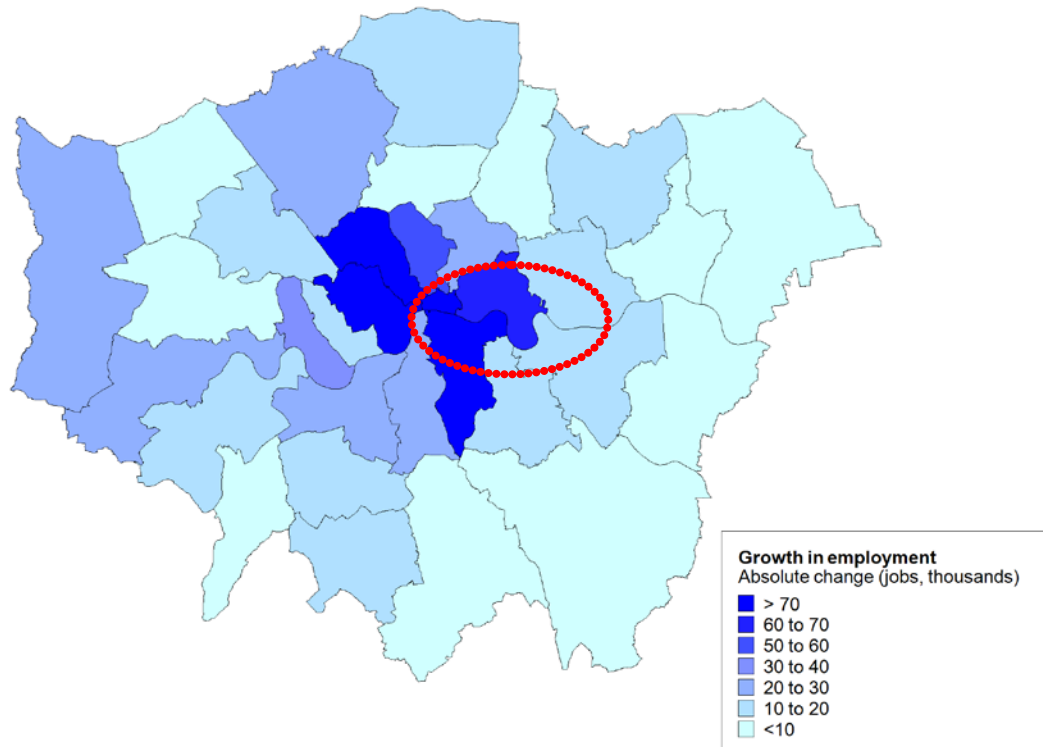 Growth in employment
Absolute change (jobs, thousands)
> 70
60 to 70
50 to 60
30 to 40
20 to 30
10 to 20
<10